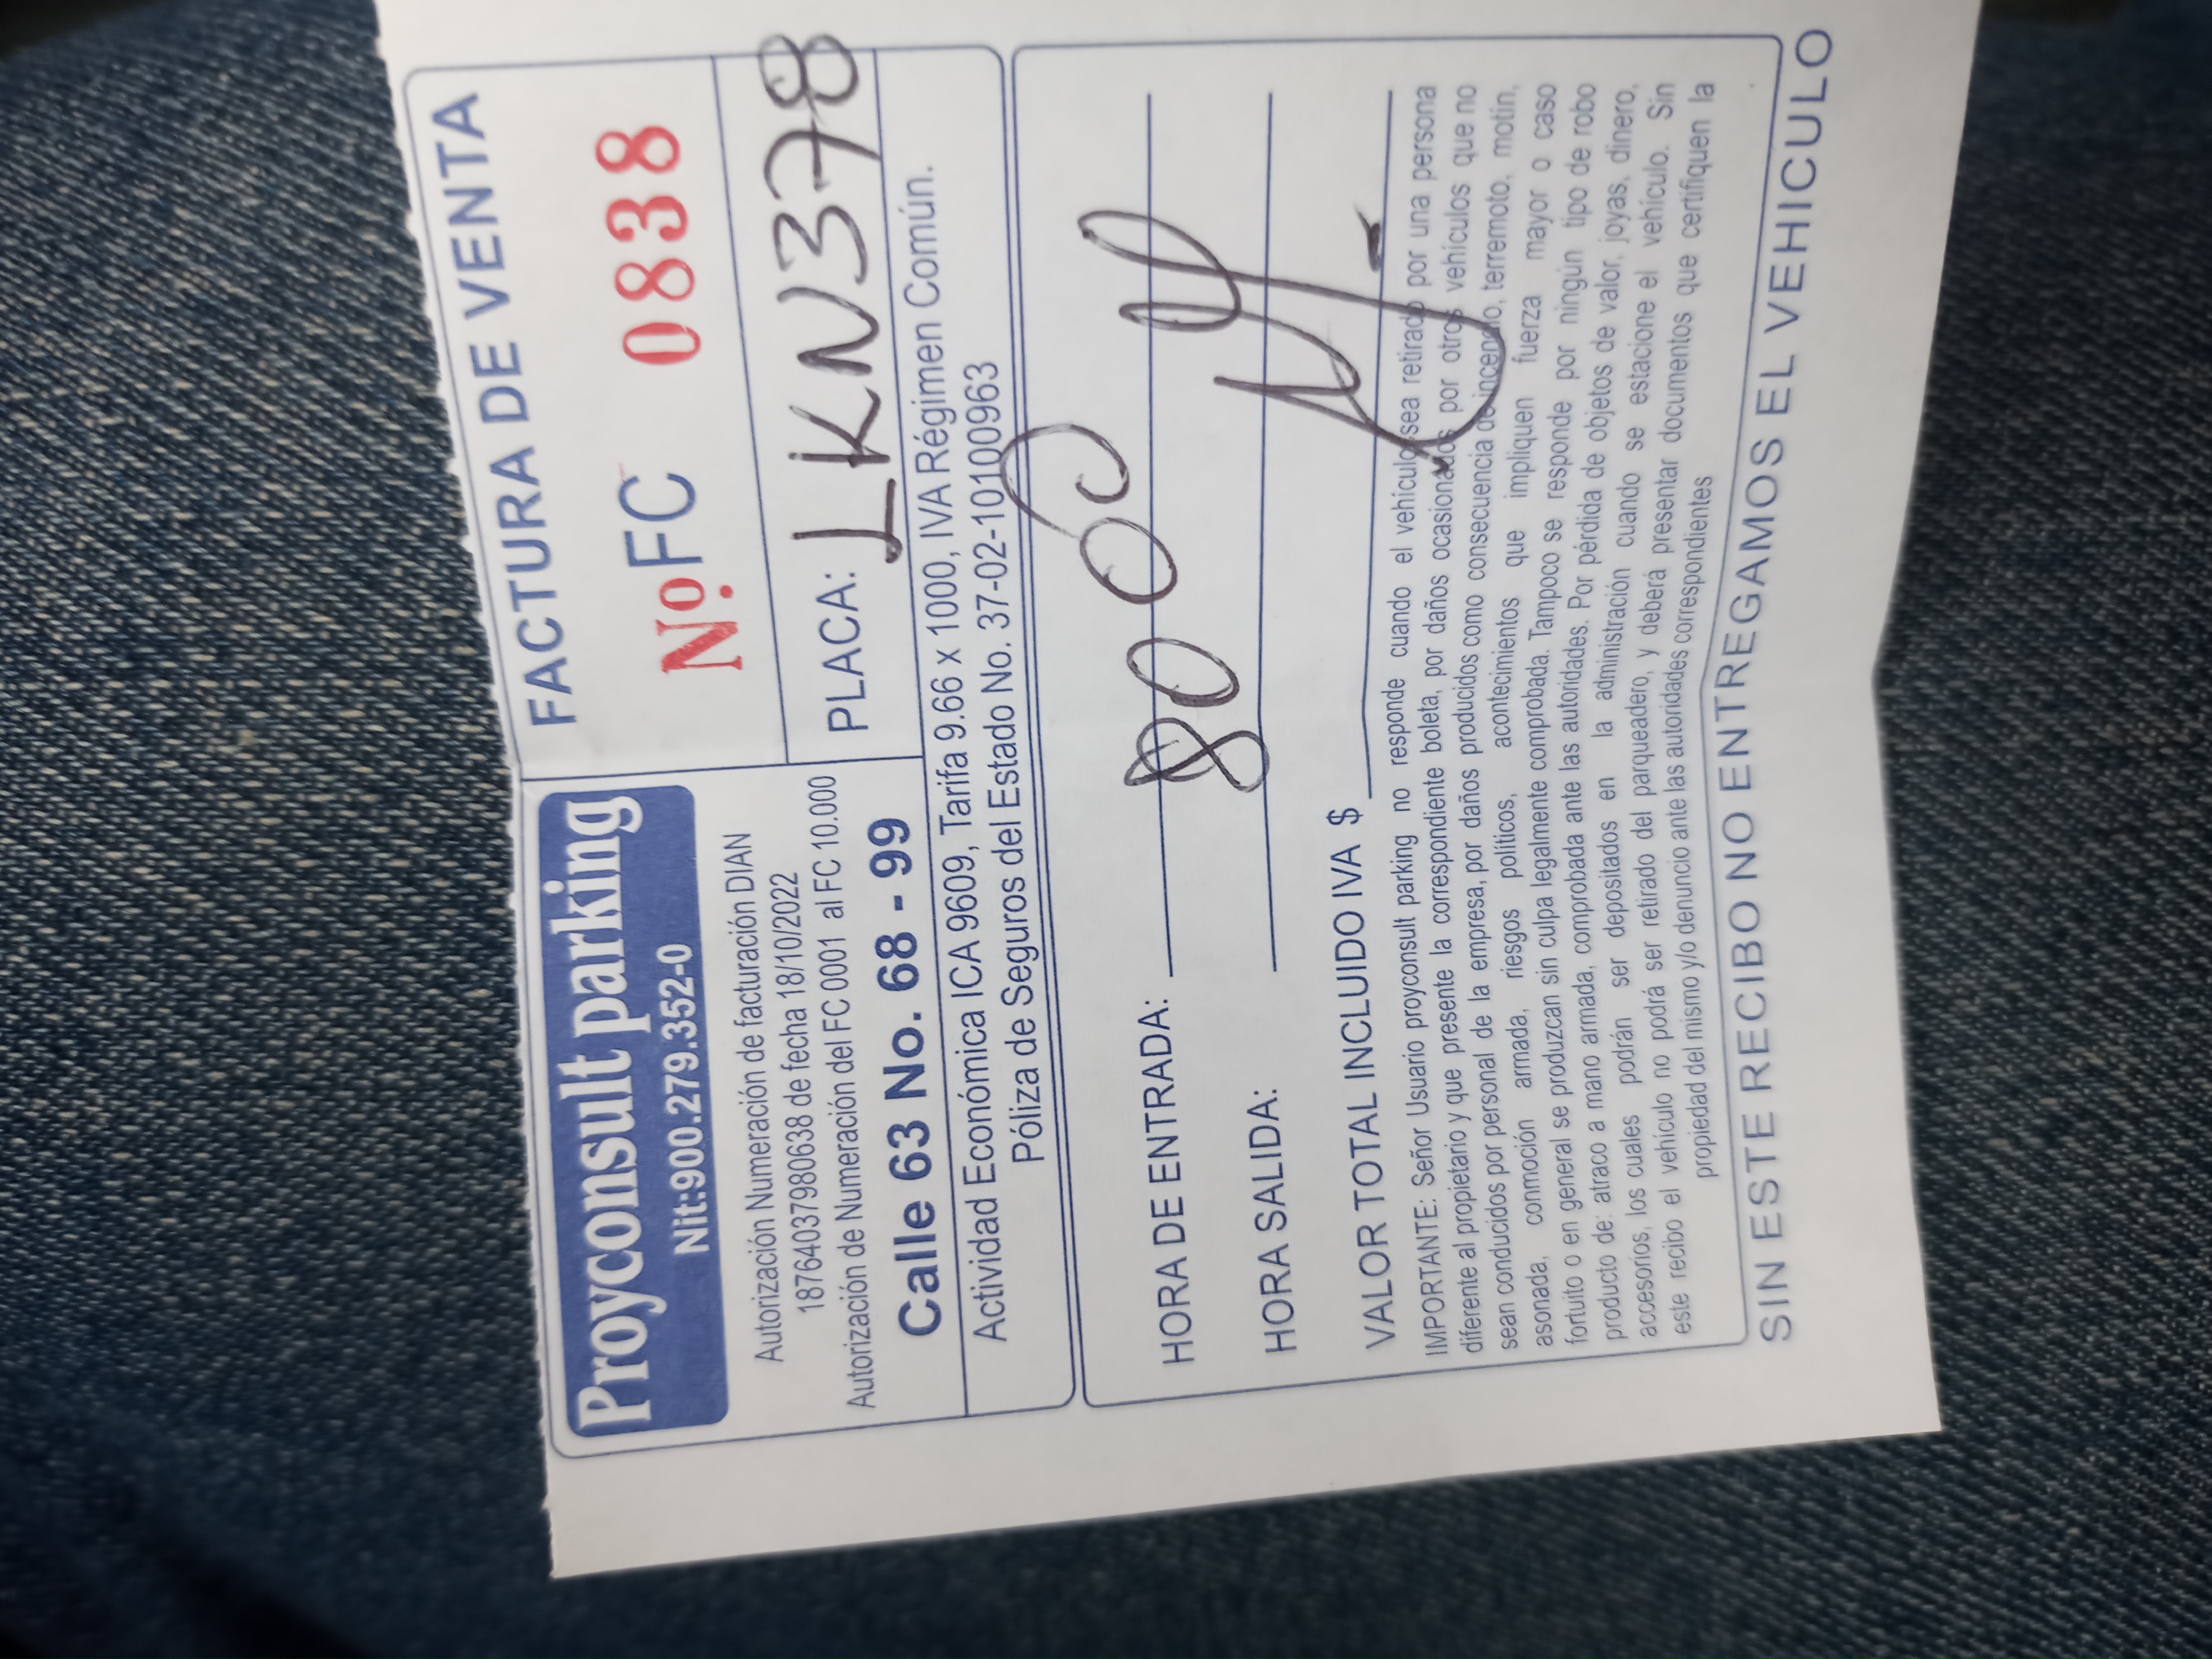 Proyconsult parking
Nit:900.279.352-0
Autorización Numeración de facturación DIAN
18764037980638 de fecha 18/10/2022
Autorización de Numeración del FC 0001 al FC 10.000
Calle 63 No. 68 - 99
FACTURA DE VENTA
Nº FC 0838
PLACA: LKN378
Actividad Económica ICA 9609, Tarifa 9.66 x 1000, IVA Régimen Común.
Póliza de Seguros del Estado No. 37-02-101100963
HORA DE ENTRADA:
HORA SALIDA:
VALOR TOTAL INCLUIDO IVA $
IMPORTANTE: Señor Usuario proyconsult parking no responde cuando el vehículo sea retirado por una persona
diferente al propietario y que presente la correspondiente boleta, por daños ocasionados por otros vehículos que no
sean conducidos por personal de la empresa, por daños producidos como consecuencia de incendio, terremoto, motín,
asonada, conmoción armada, riesgos políticos, acontecimientos que impliquen fuerza mayor o caso
fortuito o en general se produzcan sin culpa legalmente comprobada. Tampoco se responde por ningún tipo de robo
producto de: atraco a mano armada, comprobada ante las autoridades. Por pérdida de objetos de valor, joyas, dinero,
accesorios, los cuales podrán ser depositados en la administración cuando se estacione el vehículo. Sin
este recibo el vehículo no podrá ser retirado del parqueadero, y deberá presentar documentos que certifiquen la
propiedad del mismo y/o denuncio ante las autoridades correspondientes
SIN ESTE RECIBO NO ENTREGAMOS EL VEHICULO